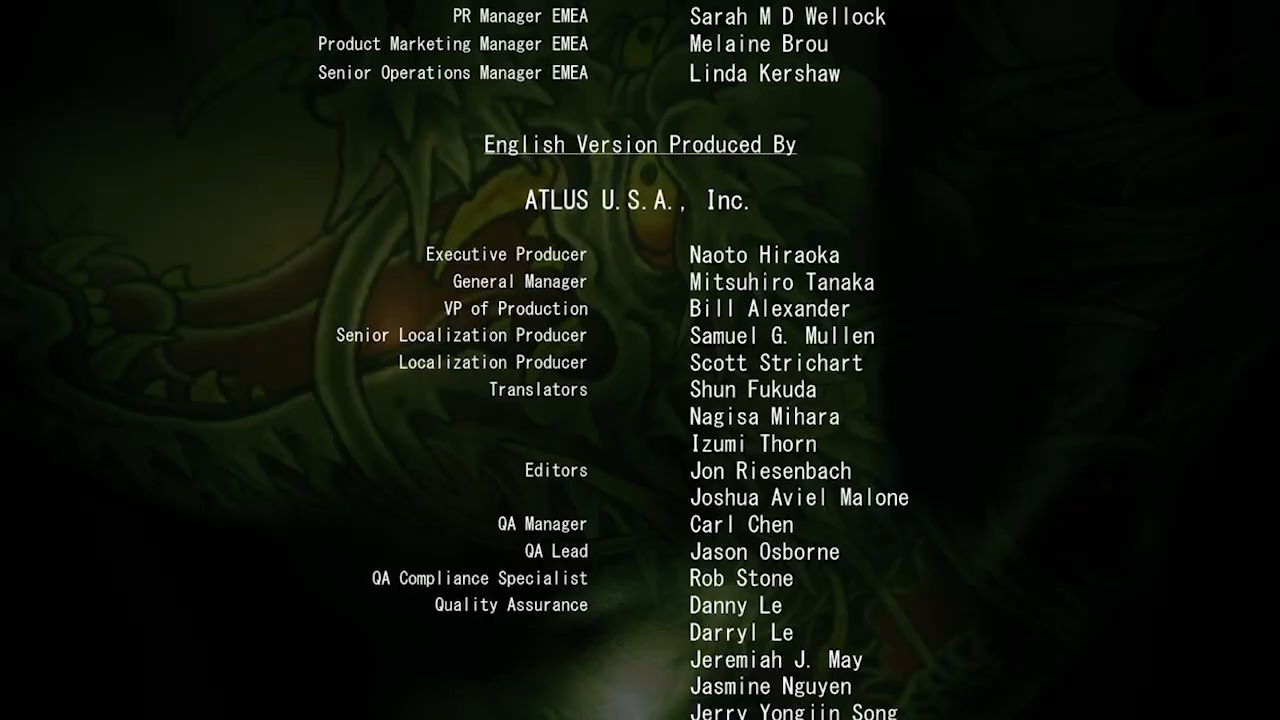 PR Manager EMEA Sarah M D Wellock
Product Marketing Manager EMEA Melaine Brou
Senior Operations Manager EMEA Linda Kershaw
English Version Produced By
ATLUS U.S.A., Inc.
Executive Producer Naoto Hiraoka
General Manager Mitsuhiro Tanaka
VP of Production Bill Alexander
Senior Localization Producer Samuel G. Mullen
Localization Producer Scott Strichart
Translators Shun Fukuda
Nagisa Mihara
Izumi Thorn
Editors Jon Riesenbach
Joshua Aviel Malone
QA Manager Carl Chen
QA Lead Jason Osborne
QA Compliance Specialist Rob Stone
Quality Assurance Danny Le
Darryl Le
Jeremiah J. May
Jasmine Nguyen
Jerry Yongjin Song